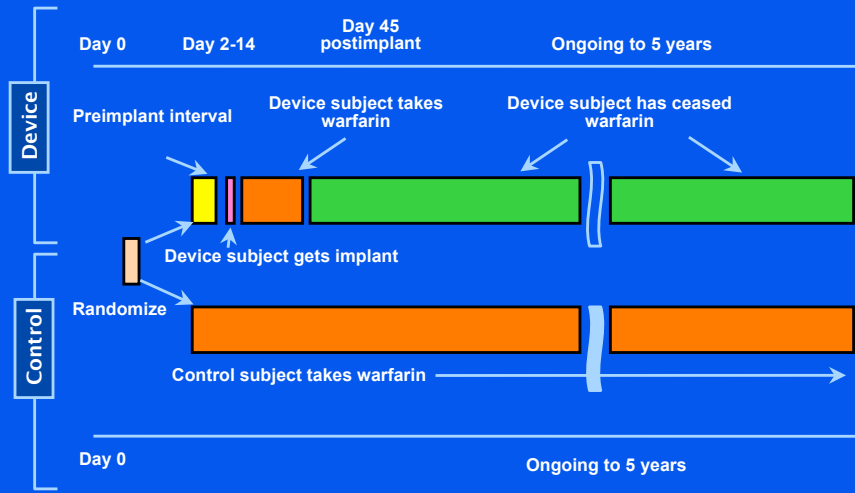 Day 0
Day 2-14
Day 45
postimplant
Ongoing to 5 years
Device
Preimplant interval
Device subject takes
warfarin
Device subject has ceased
warfarin
Device subject gets implant
Randomize
Control
Control subject takes warfarin
Day 0
Ongoing to 5 years